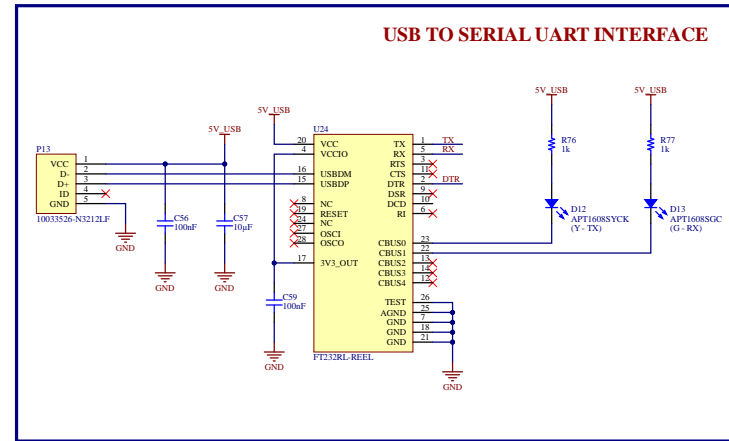 USB TO SERIAL UART INTERFACE
5V_USB
5V_USB
5V_USB
5V_USB
P13
VCC 1
D- 2
D+ 3
ID 4
GND 5
10033526-N3212LF
GND
C56
100nF
GND
C57
10µF
GND
C59
100nF
GND
U24
20 VCC
4 VCCIO
16 USBDM
15 USBDP
8 NC
19 RESET
24 NC
27 OSCI
28 OSCO
17 3V3_OUT
TX 1 TX
RX 5 RX
RTS 3
CTS 11
DTR 2 DTR
DSR 9
DCD 10
RI 6
CBUS0 23
CBUS1 22
CBUS2 13
CBUS3 14
CBUS4 12
TEST 26
AGND 25
GND 7
GND 18
GND 21
FT232RL-REEL
GND
R76
1k
D12
APT1608SYCK
(Y - TX)
R77
1k
D13
APT1608SGC
(G - RX)